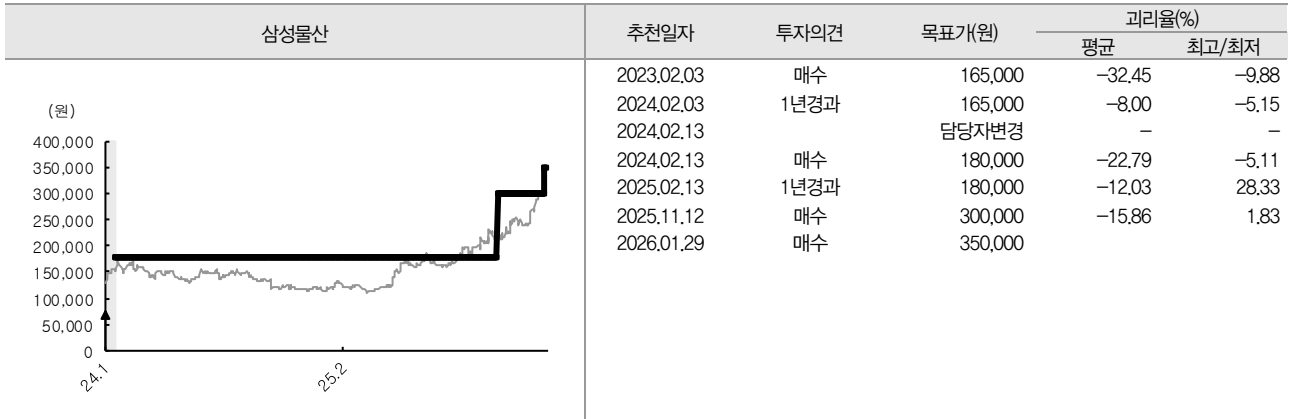 삼성물산
추천일자 투자의견 목표가(원) 괴리율(%)
평균 최고/최저
2023.02.03 매수 165,000 -32.45 -9.88
2024.02.03 1년경과 165,000 -8.00 -5.15
2024.02.13 담당자변경 - -
2024.02.13 매수 180,000 -22.79 -5.11
2025.02.13 1년경과 180,000 -12.03 28.33
2025.11.12 매수 300,000 -15.86 1.83
2026.01.29 매수 350,000
(원)
400,000
350,000
300,000
250,000
200,000
150,000
100,000
50,000
0
24.1 25.2